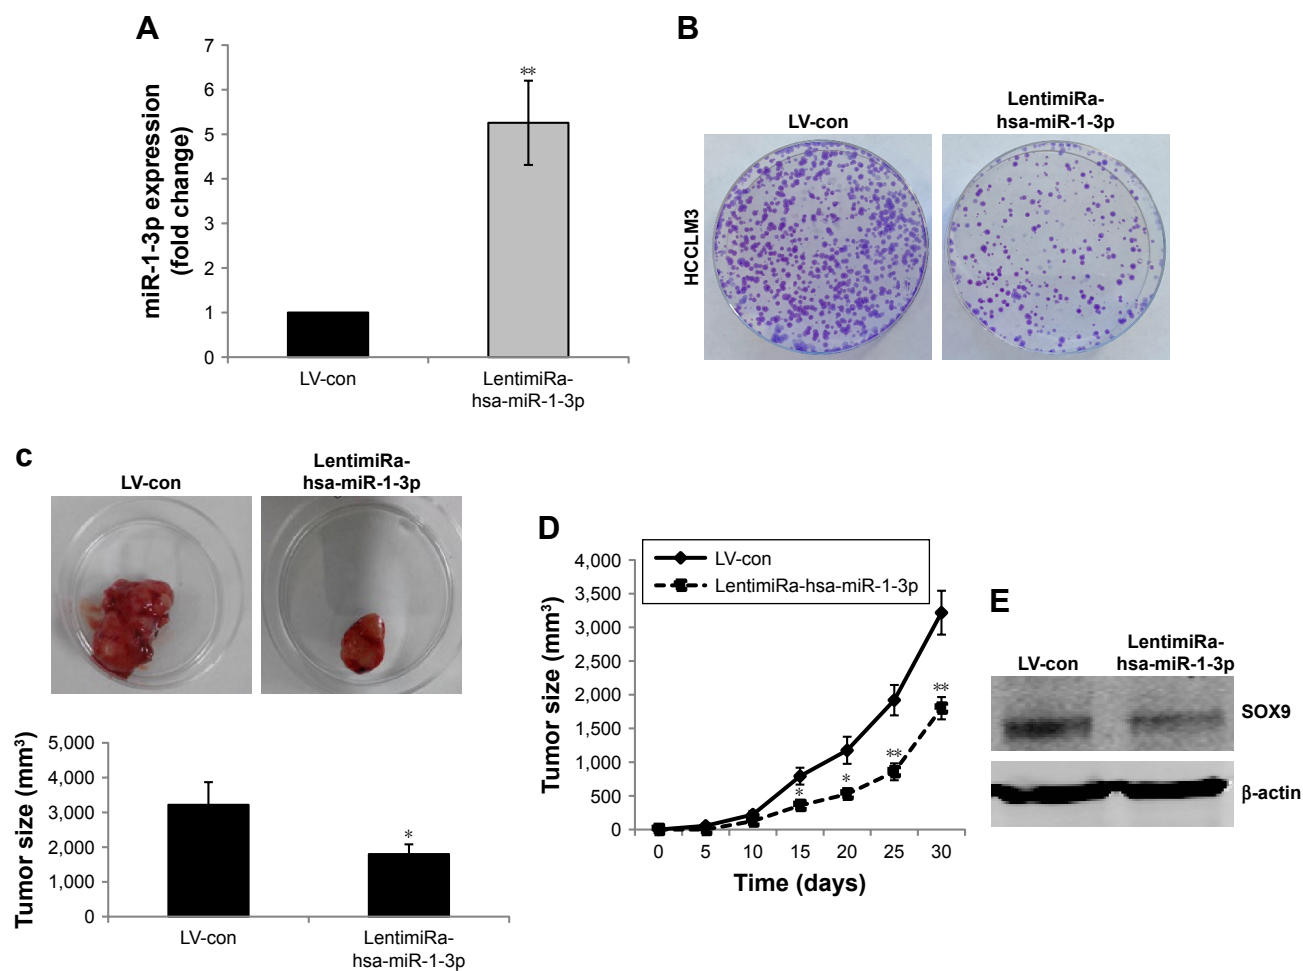 A
7
6
5
4
3
2
1
0
miR-1-3p expression
(fold change)
**
LV-con
LentimiRa-
hsa-miR-1-3p
B
LV-con
LentimiRa-
hsa-miR-1-3p
HCCLM3
C
LV-con
LentimiRa-
hsa-miR-1-3p
5,000
4,000
3,000
2,000
1,000
0
Tumor size (mm³)
*
LV-con
LentimiRa-
hsa-miR-1-3p
D
LV-con
LentimiRa-hsa-miR-1-3p
4,000
3,500
3,000
2,500
2,000
1,500
1,000
500
0
Tumor size (mm³)
*
*
**
**
0 5 10 15 20 25 30
Time (days)
E
LV-con
LentimiRa-
hsa-miR-1-3p
SOX9
β-actin